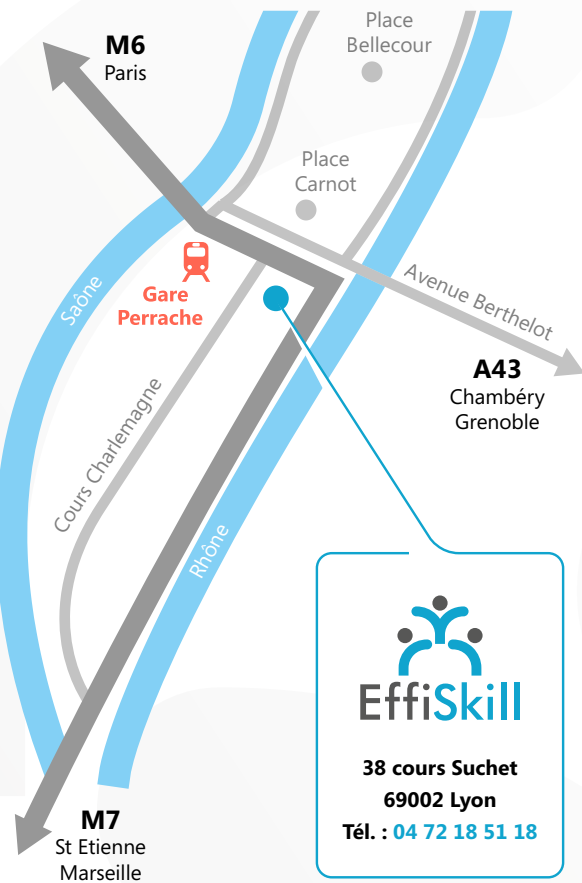 Place
Bellecour
M6
Paris
Place
Carnot
Saône
Gare
Perrache
Avenue Berthelot
A43
Chambéry
Grenoble
Cours Charlemagne
Rhône
EffiSkill
38 cours Suchet
69002 Lyon
Tél. : 04 72 18 51 18
M7
St Etienne
Marseille